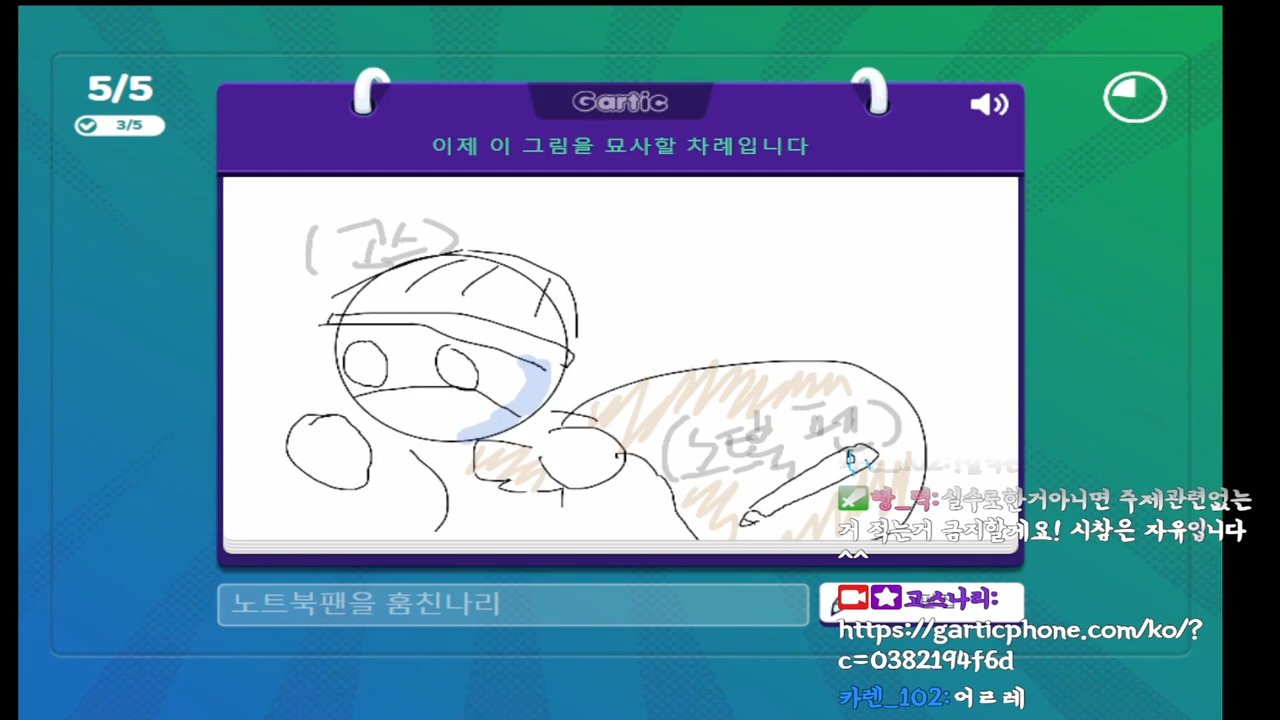 5/5
3/5
Gartic
이제 이 그림을 묘사할 차례입니다
(고스)
(노트북 펜)
노트북팬을 훔친나리
빵_떡: 실수로한거아니면 주제관련없는
거 적는거 금지할게요! 시참은 자유입니다
^^
고스나리:
https://garticphone.com/ko/?
c=0382194f6d
카렌_102: 어르레